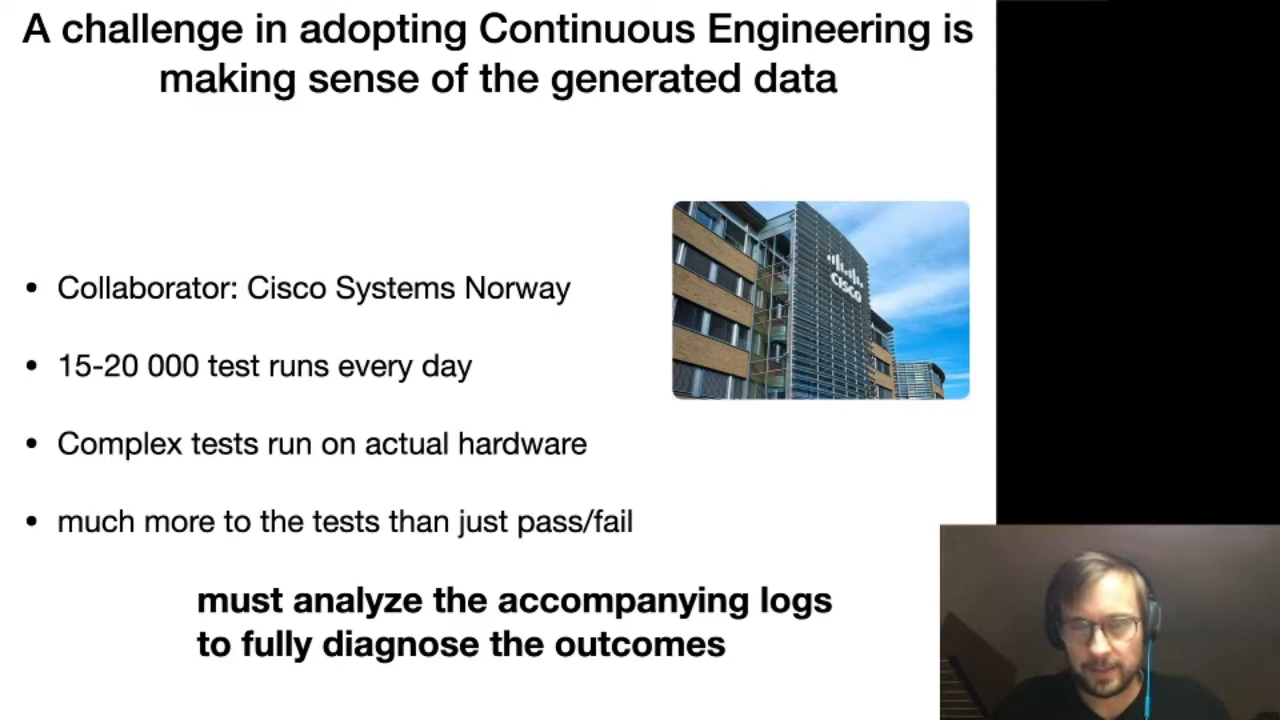 A challenge in adopting Continuous Engineering is
making sense of the generated data
CISCO
• Collaborator: Cisco Systems Norway
• 15-20 000 test runs every day
• Complex tests run on actual hardware
• much more to the tests than just pass/fail
must analyze the accompanying logs
to fully diagnose the outcomes